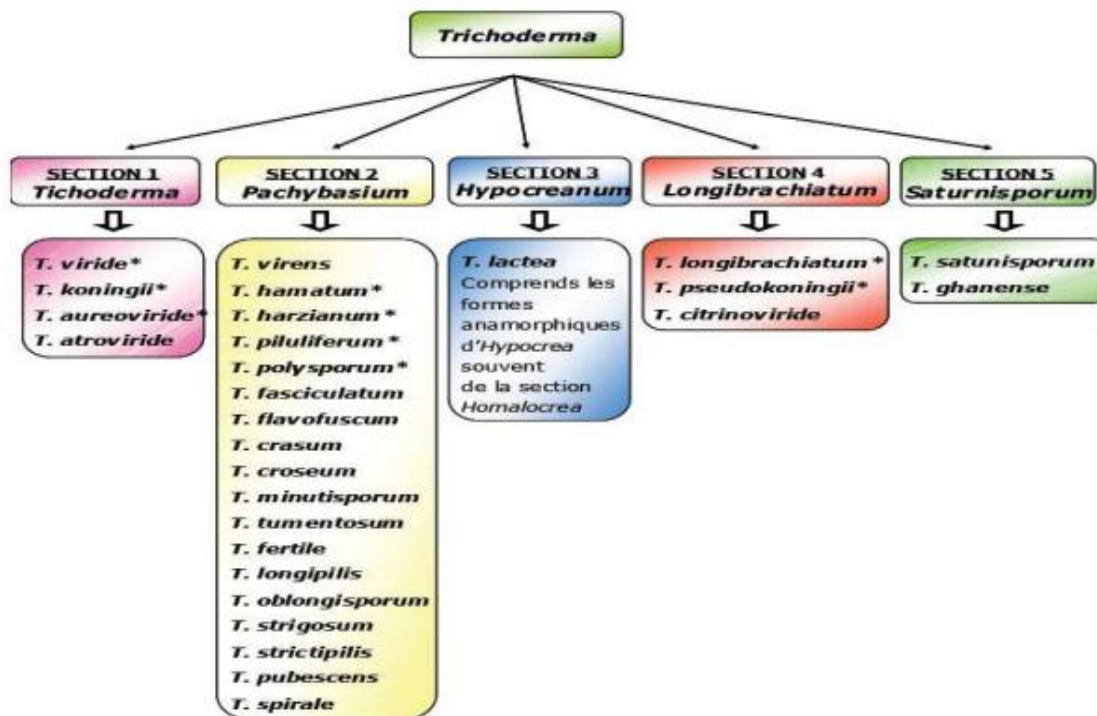 Trichoderma
SECTION 1
Tichoderma
T. viride*
T. koningii*
T. aureoviride*
T. atroviride
SECTION 2
Pachybasium
T. virens
T. hamatum*
T. harzianum*
T. piluliferum*
T. polysporum*
T. fasciculatum
T. flavofuscum
T. crasum
T. croseum
T. minutisporum
T. tumentosum
T. fertile
T. longipilis
T. oblongisporum
T. strigosum
T. strictipilis
T. pubescens
T. spirale
SECTION 3
Hypocreanum
T. lactea
Comprends les
formes
anamorphiques
d'Hypocrea
souvent
de la section
Homalocrea
SECTION 4
Longibrachiatum
T. longibrachiatum*
T. pseudokoningii*
T. citrinoviride
SECTION 5
Saturnisporum
T. satunisporum
T. ghanense